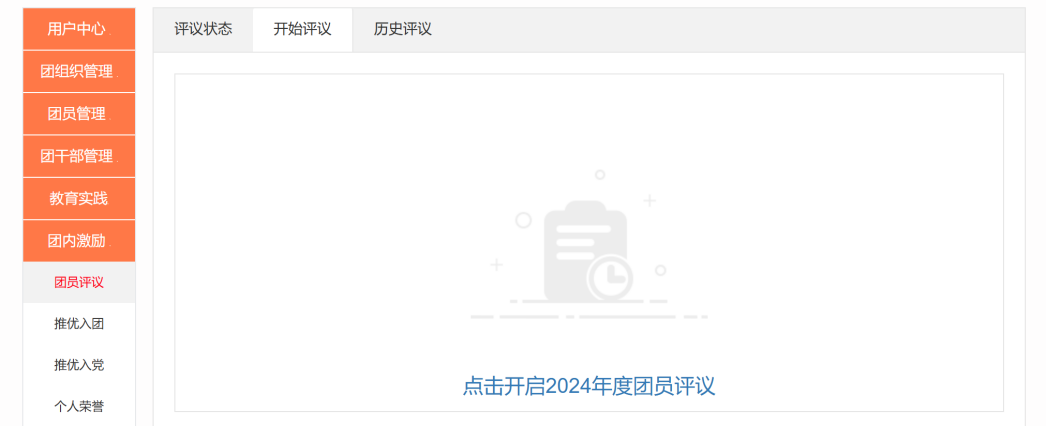 用户中心
团组织管理
团员管理
团干部管理
教育实践
团内激励
团员评议
推优入团
推优入党
个人荣誉
评议状态 开始评议 历史评议
点击开启2024年度团员评议